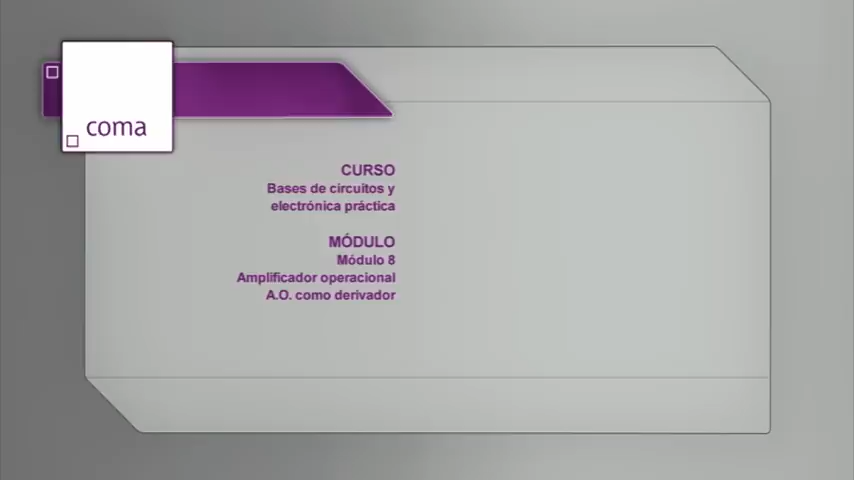 coma
CURSO
Bases de circuitos y
electrónica práctica
MÓDULO
Módulo 8
Amplificador operacional
A.O. como derivador